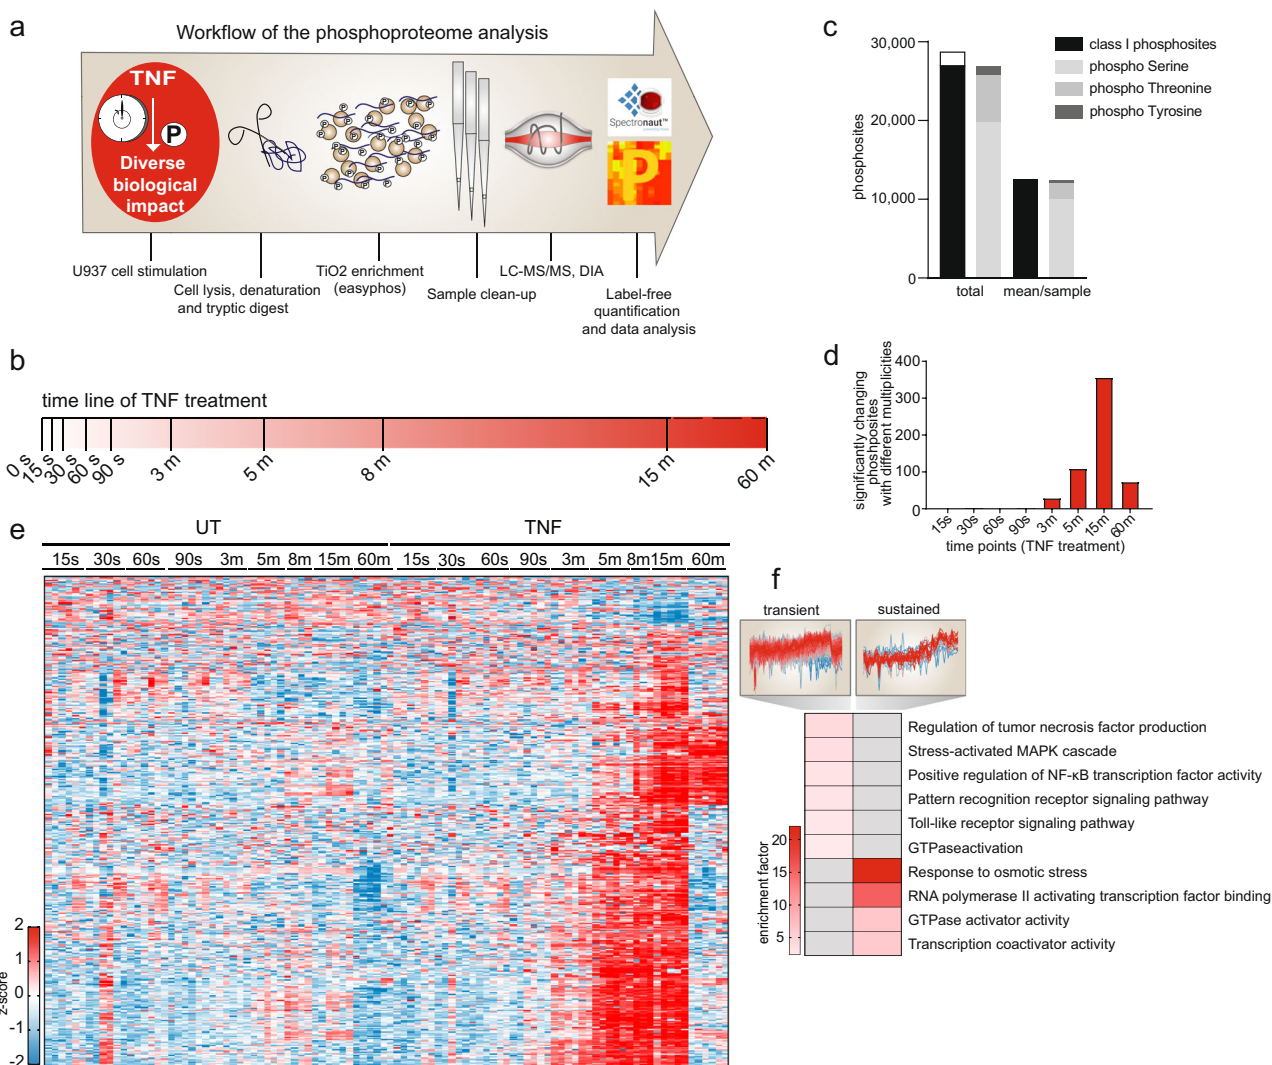 a
Workflow of the phosphoproteome analysis
TNF
P
Diverse
biological
impact
Spectronaut™
P
U937 cell stimulation
Cell lysis, denaturation
and tryptic digest
TiO2 enrichment
(easyphos)
Sample clean-up
LC-MS/MS, DIA
Label-free
quantification
and data analysis
b
time line of TNF treatment
0 s
15 s
30 s
60 s
90 s
3 m
5 m
8 m
15 m
60 m
c
phosphosites
30,000
20,000
10,000
0
total
mean/sample
class I phosphosites
phospho Serine
phospho Threonine
phospho Tyrosine
d
significantly changing
phoshposites
with different multiplicities
400
300
200
100
0
15s
30s
60s
90s
3m
5m
15m
60m
time points (TNF treatment)
e
UT
TNF
15s 30s 60s 90s 3m 5m 8m 15m 60m 15s 30s 60s 90s 3m 5m 8m 15m 60m
z-score
2
1
0
-1
-2
f
transient
sustained
Regulation of tumor necrosis factor production
Stress-activated MAPK cascade
Positive regulation of NF-κB transcription factor activity
Pattern recognition receptor signaling pathway
Toll-like receptor signaling pathway
GTPaseactivation
Response to osmotic stress
RNA polymerase II activating transcription factor binding
GTPase activator activity
Transcription coactivator activity
enrichment factor
20
15
10
5